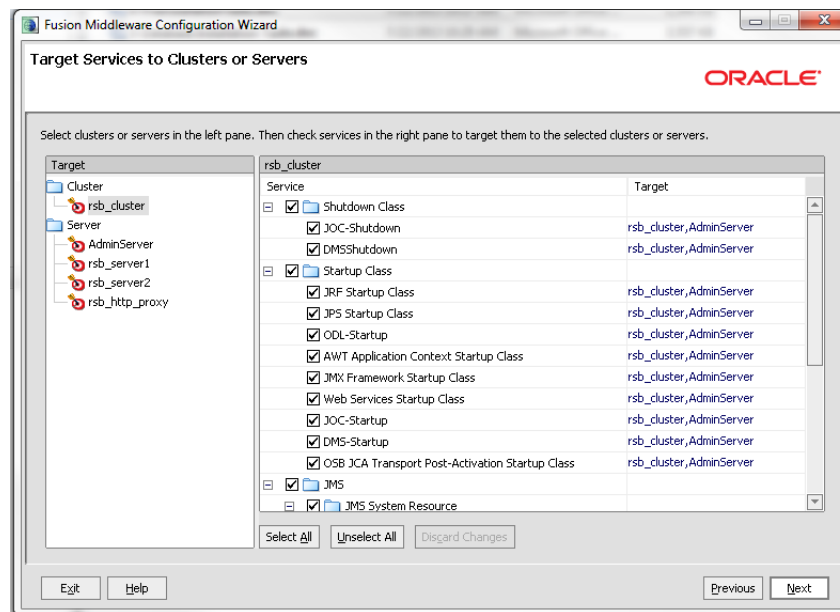 Fusion Middleware Configuration Wizard
Target Services to Clusters or Servers
ORACLE
Select clusters or servers in the left pane. Then check services in the right pane to target them to the selected clusters or servers.
Target
Cluster
rsb_cluster
Server
AdminServer
rsb_server1
rsb_server2
rsb_http_proxy
rsb_cluster
Service Target
Shutdown Class
JOC-Shutdown rsb_cluster,AdminServer
DMSShutdown rsb_cluster,AdminServer
Startup Class
JRF Startup Class rsb_cluster,AdminServer
JPS Startup Class rsb_cluster,AdminServer
ODL-Startup rsb_cluster,AdminServer
AWT Application Context Startup Class rsb_cluster,AdminServer
JMX Framework Startup Class rsb_cluster,AdminServer
Web Services Startup Class rsb_cluster,AdminServer
JOC-Startup rsb_cluster,AdminServer
DMS-Startup rsb_cluster,AdminServer
OSB JCA Transport Post-Activation Startup Class rsb_cluster,AdminServer
JMS
JMS System Resource
Select All Unselect All Discard Changes
Exit Help Previous Next